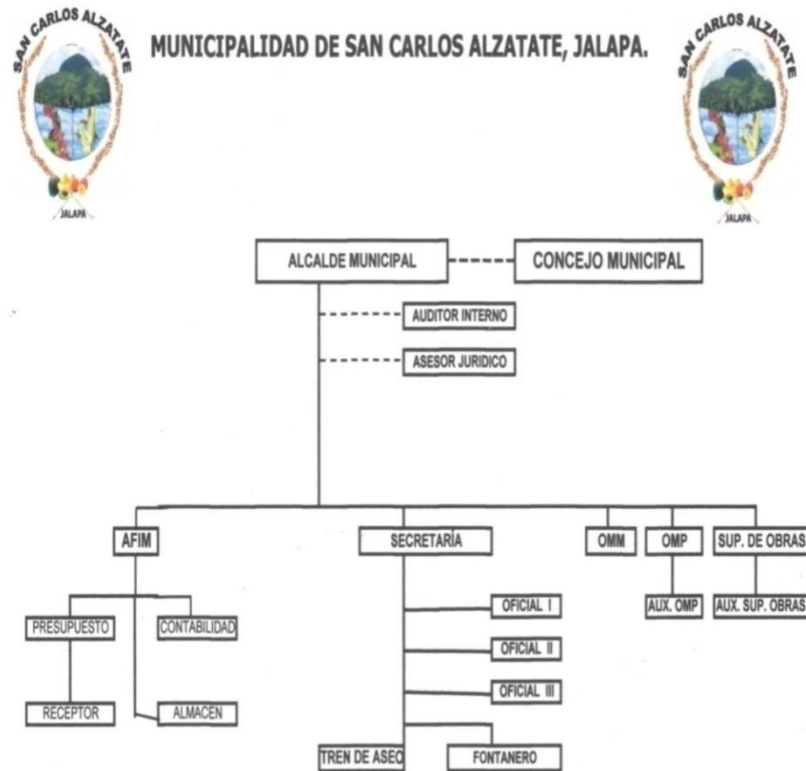 SAN CARLOS ALZATATE
JALAPA
MUNICIPALIDAD DE SAN CARLOS ALZATATE, JALAPA.
SAN CARLOS ALZATATE
JALAPA
ALCALDE MUNICIPAL
CONCEJO MUNICIPAL
AUDITOR INTERNO
ASESOR JURIDICO
AFIM
SECRETARÍA
OMM
OMP
SUP. DE OBRAS
PRESUPUESTO
CONTABILIDAD
OFICIAL I
AUX. OMP
AUX. SUP. OBRAS
OFICIAL II
OFICIAL III
RECEPTOR
ALMACEN
TREN DE ASEO
FONTANERO